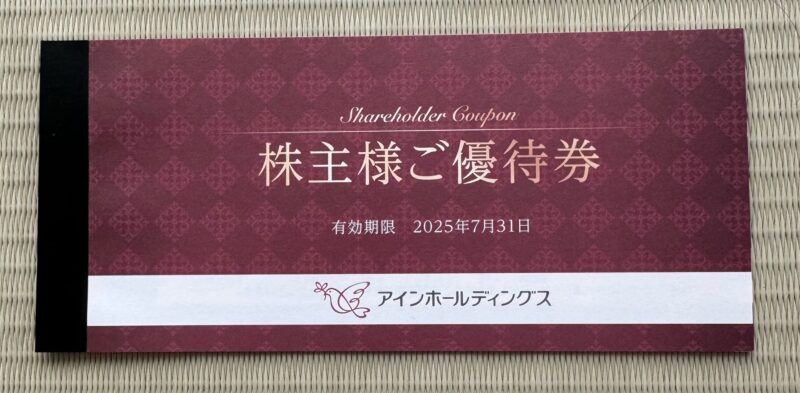 Shareholder Coupon
株主様ご優待券
有効期限　2025年7月31日
アインホールディングス